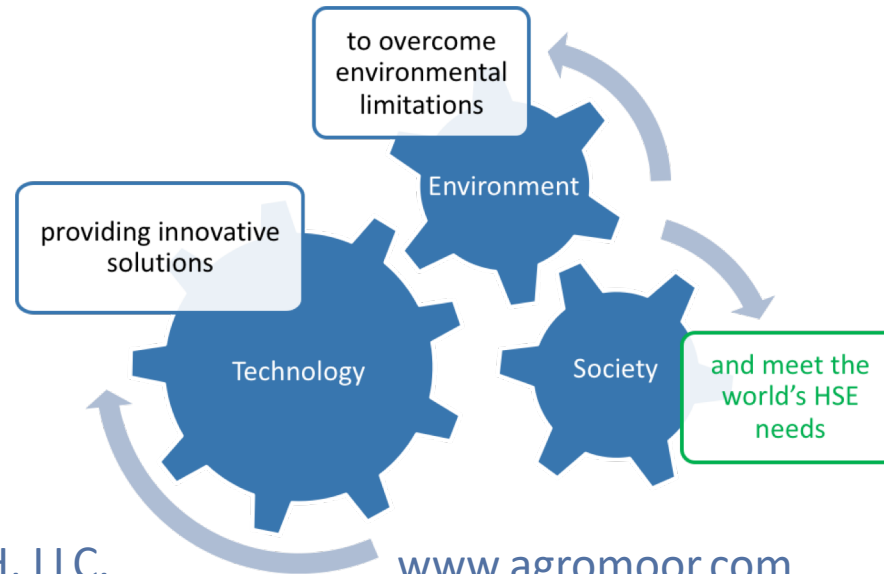 to overcome
environmental
limitations
Environment
providing innovative
solutions
Technology
Society
and meet the
world's HSE
needs
LLC.
www.agromoor.com